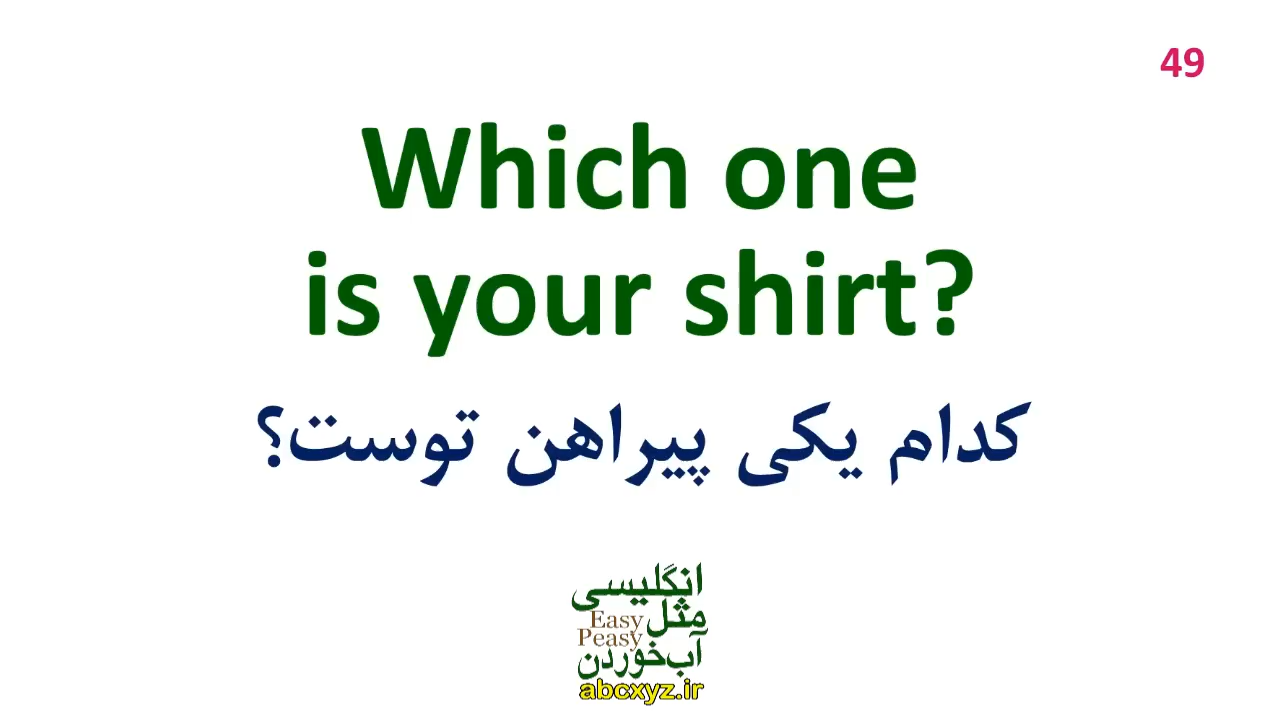 49
Which one
is your shirt?
کدام یکی پیراهن توست؟
انگلیسی
مثل
Easy
Peasy
آب‌خوردن
abcxyz.ir